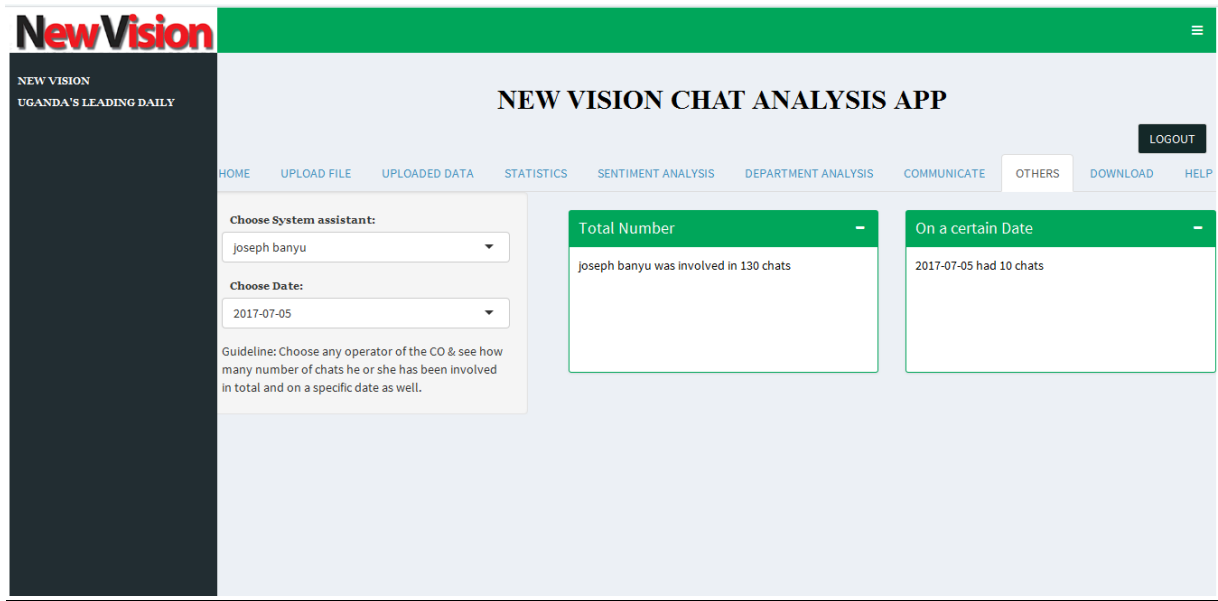 NewVision
NEW VISION
UGANDA'S LEADING DAILY
NEW VISION CHAT ANALYSIS APP
LOGOUT
HOME UPLOAD FILE UPLOADED DATA STATISTICS SENTIMENT ANALYSIS DEPARTMENT ANALYSIS COMMUNICATE OTHERS DOWNLOAD HELP
Choose System assistant:
joseph banyu
Choose Date:
2017-07-05
Guideline: Choose any operator of the CO & see how
many number of chats he or she has been involved
in total and on a specific date as well.
Total Number
joseph banyu was involved in 130 chats
On a certain Date
2017-07-05 had 10 chats